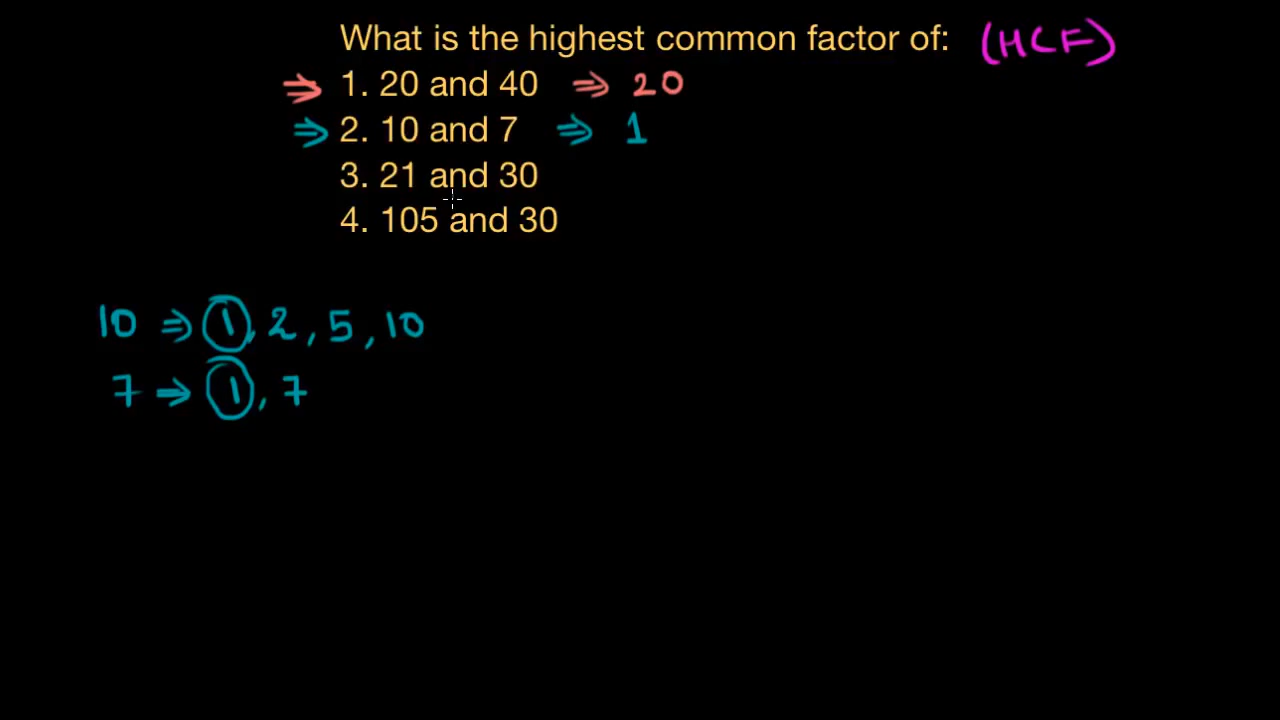 What is the highest common factor of: (HCF)
⇒ 1. 20 and 40 ⇒ 20
⇒ 2. 10 and 7 ⇒ 1
3. 21 and 30
4. 105 and 30
10 ⇒ 1, 2, 5, 10
7 ⇒ 1, 7